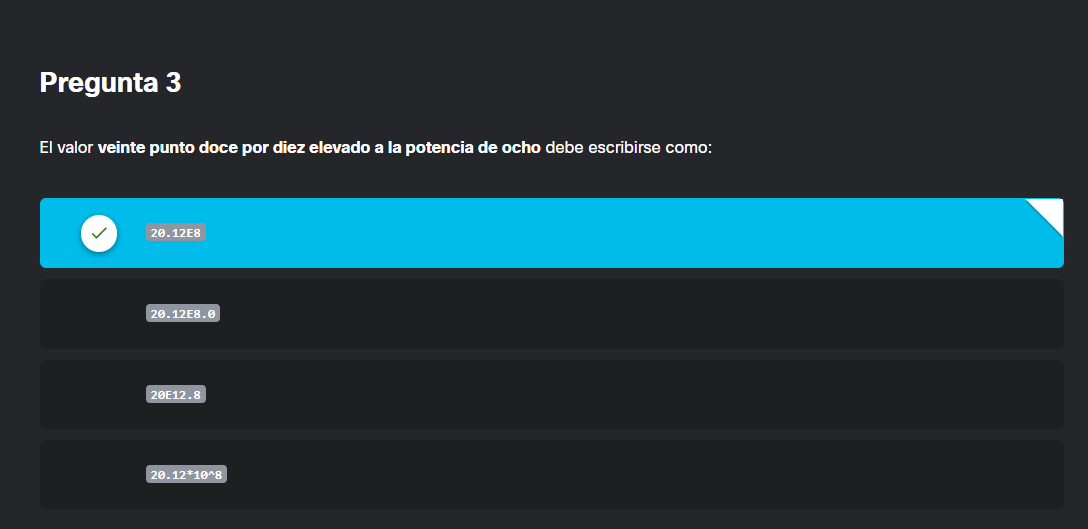 Pregunta 3
El valor veinte punto doce por diez elevado a la potencia de ocho debe escribirse como:
20.12E8
20.12E8.0
20E12.8
20.12*10^8